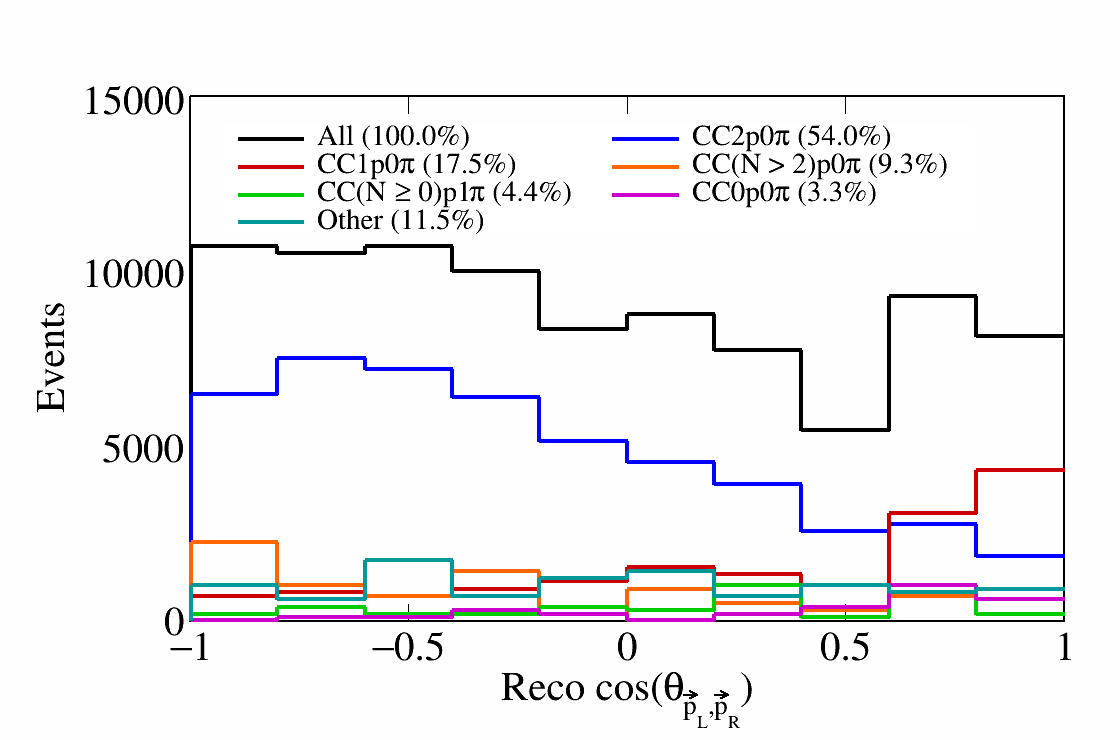 15000
All (100.0%) CC2p0π (54.0%)
CC1p0π (17.5%) CC(N > 2)p0π (9.3%)
CC(N ≥ 0)p1π (4.4%) CC0p0π (3.3%)
Other (11.5%)
10000
Events
5000
0
−1 −0.5 0 0.5 1
Reco cos(θp⃗L,p⃗R)